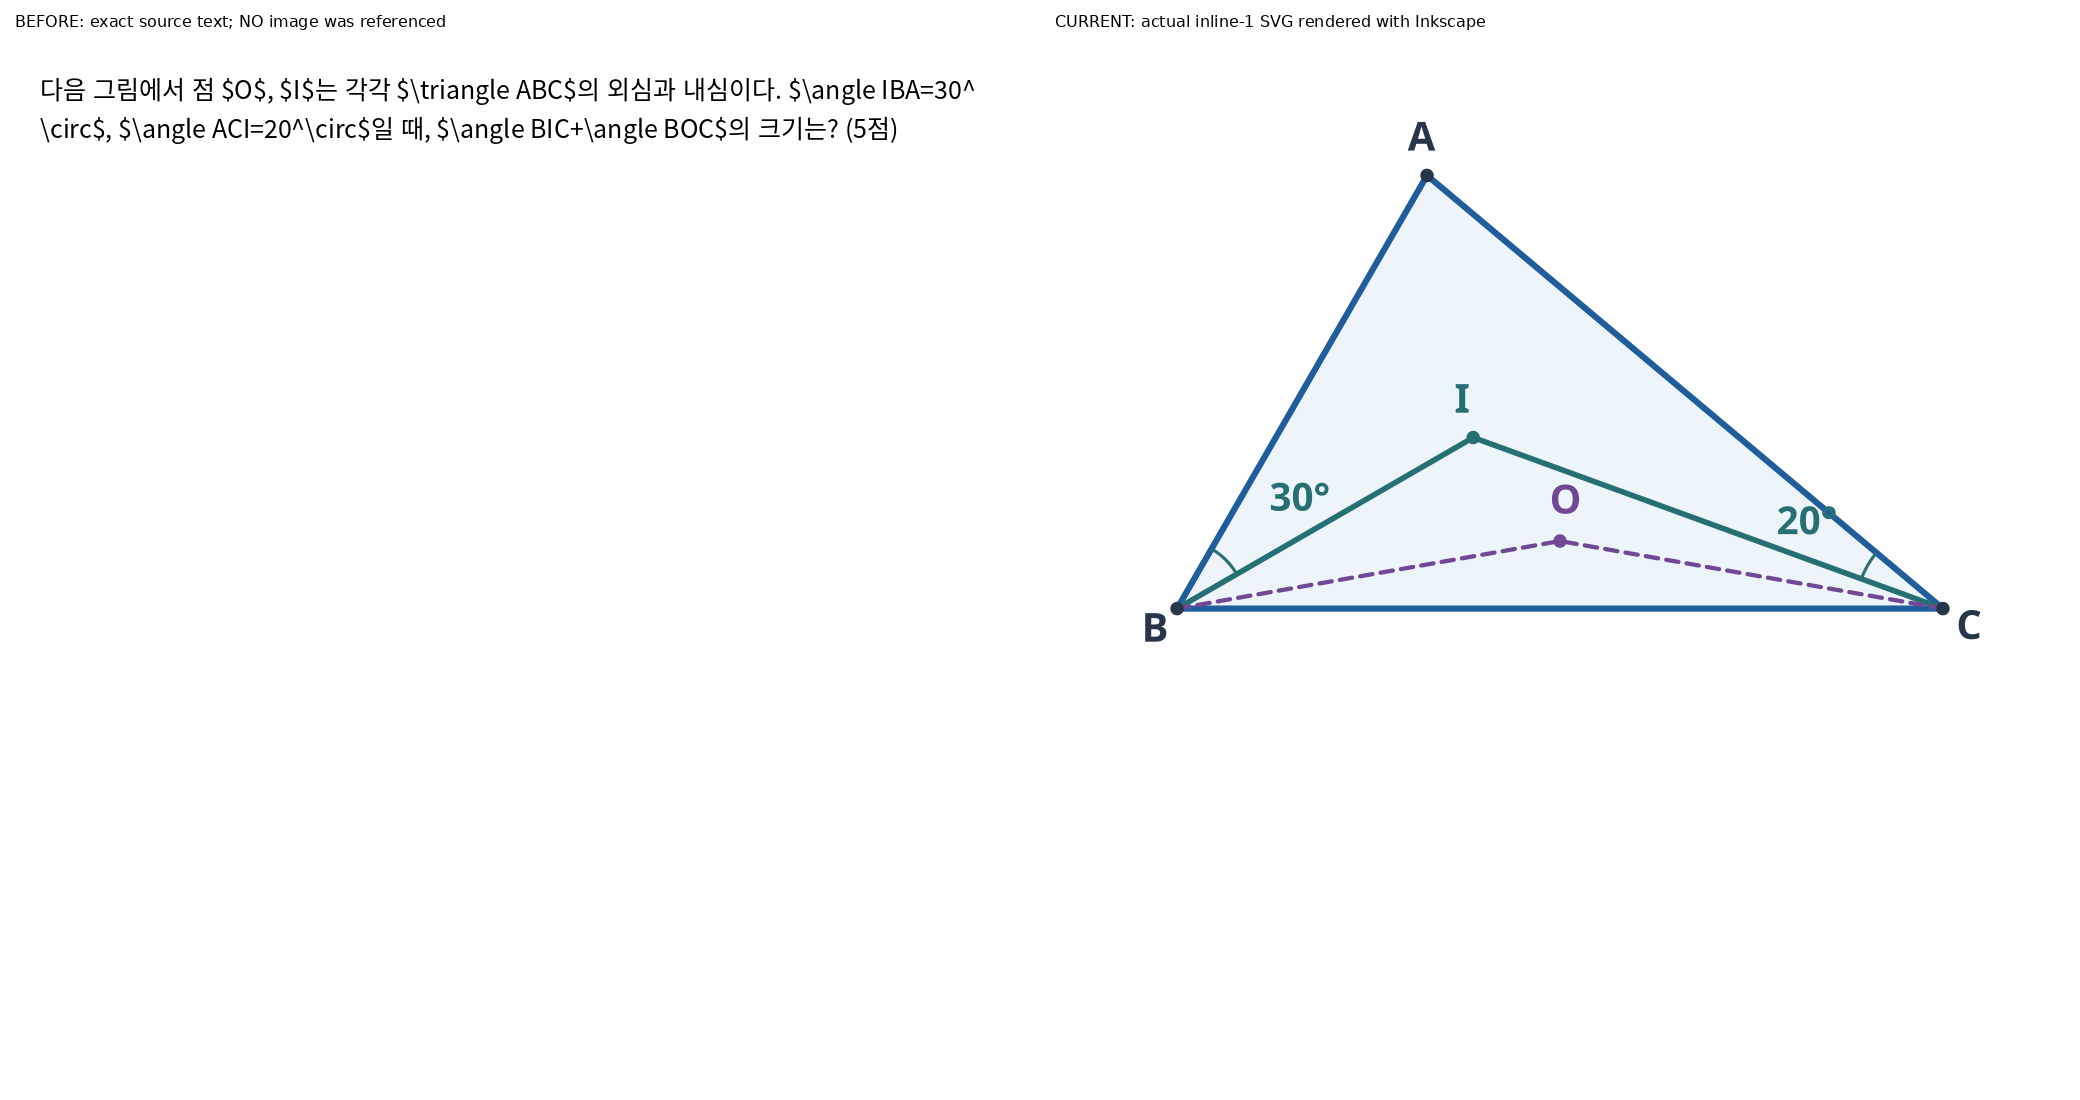 BEFORE: exact source text; NO image was referenced
CURRENT: actual inline-1 SVG rendered with Inkscape
다음 그림에서 점 $O$, $I$는 각각 $\triangle ABC$의 외심과 내심이다. $\angle IBA=30^
\circ$, $\angle ACI=20^\circ$일 때, $\angle BIC+\angle BOC$의 크기는? (5점)
A
I
30°
O
20
B
C